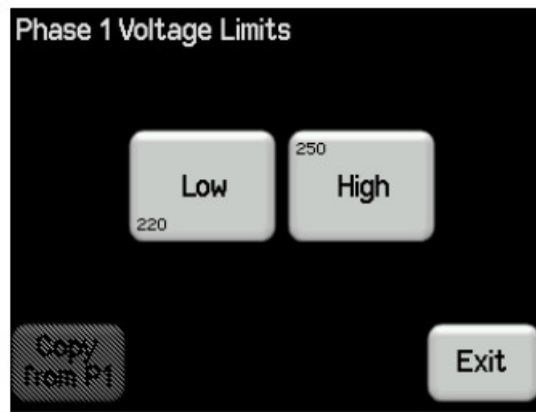 Phase 1 Voltage Limits
250
Low
High
220
Copy
from P1
Exit